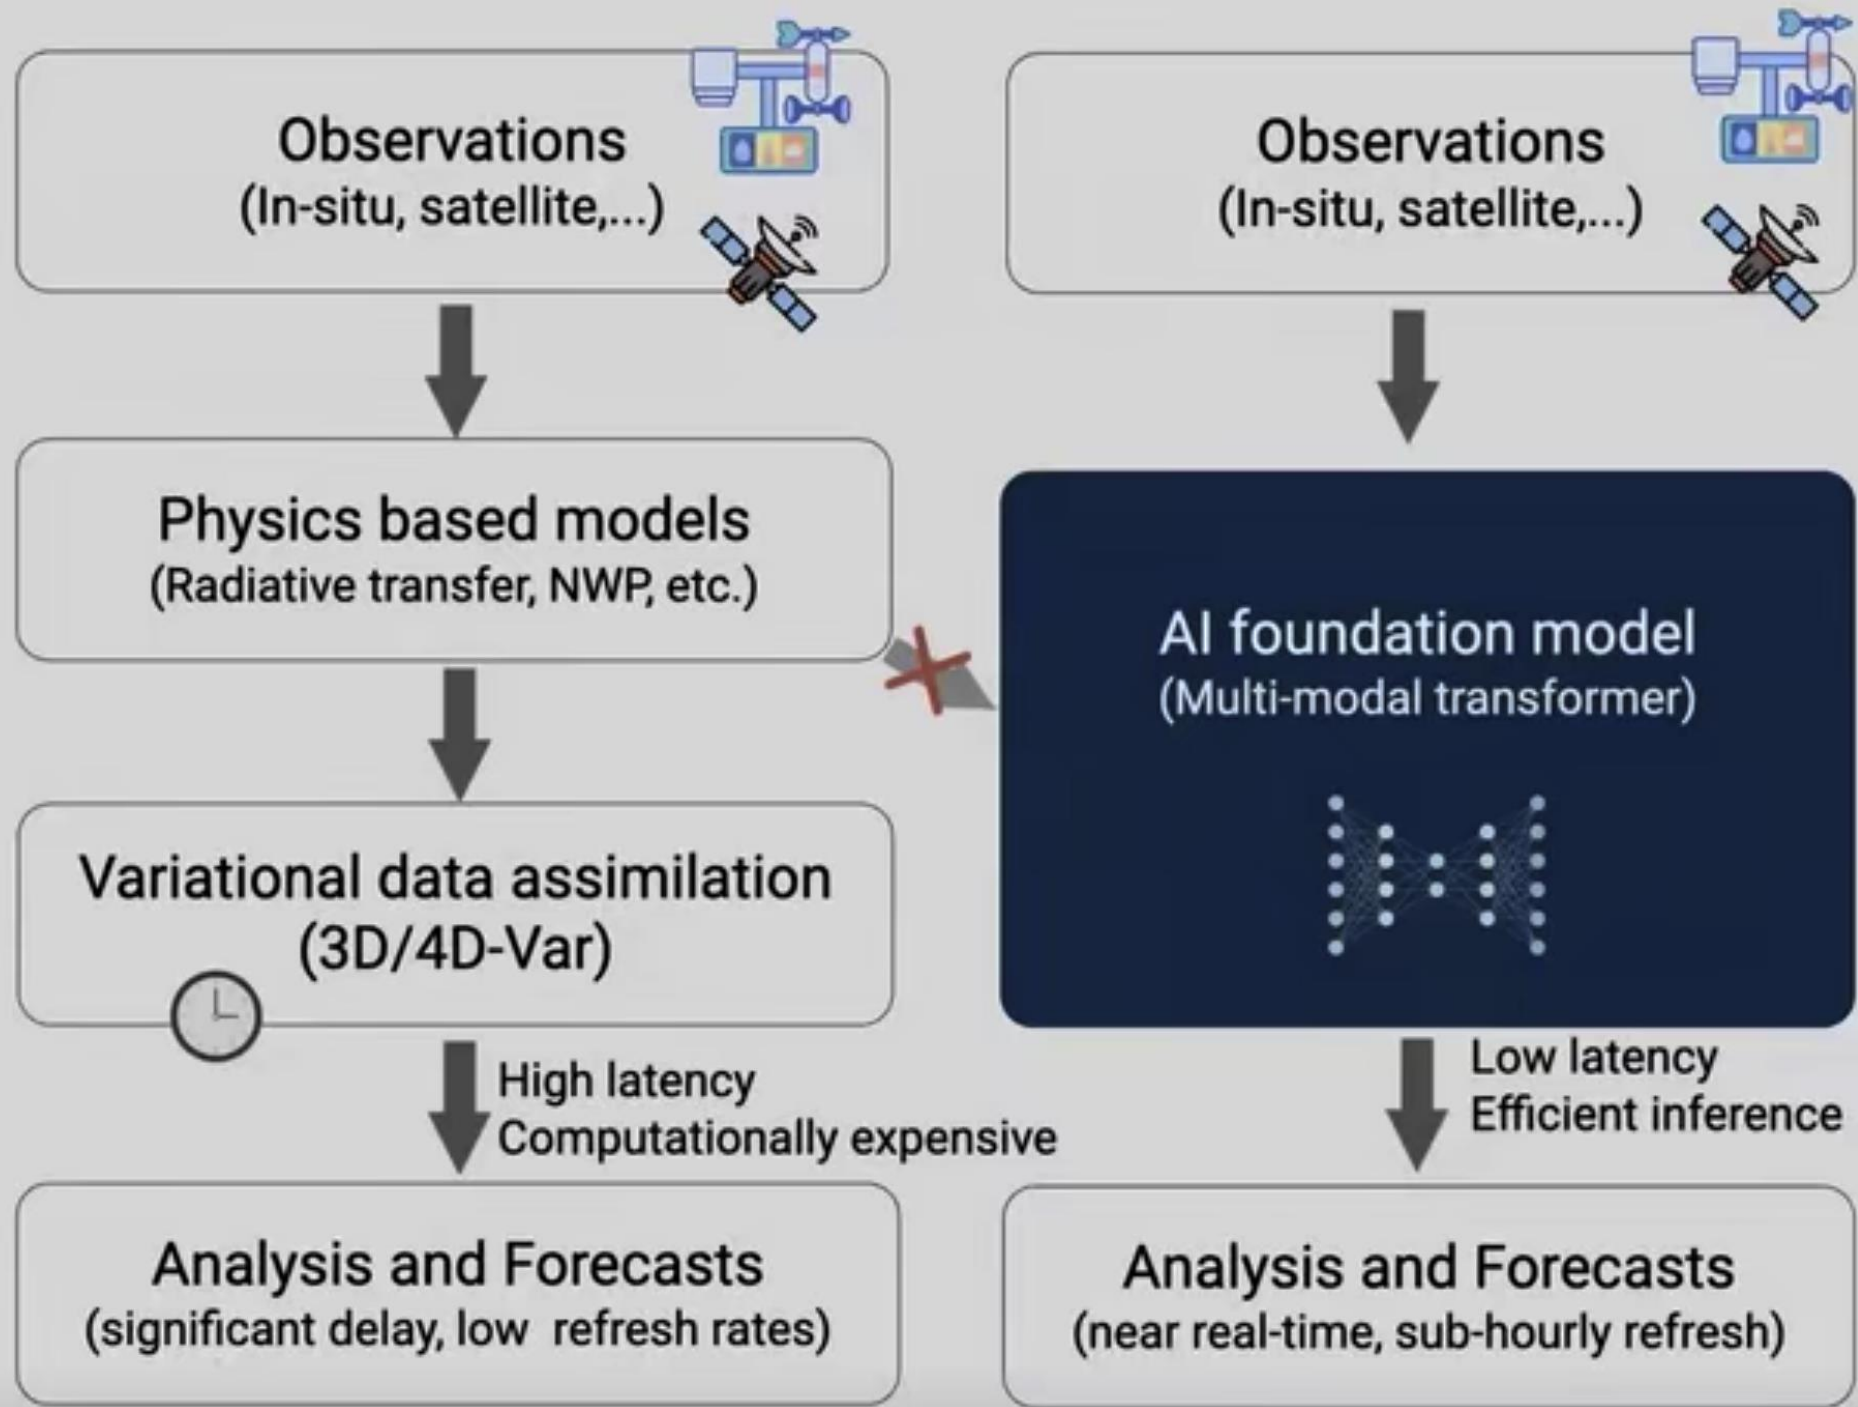 Observations
(In-situ, satellite,...)
Physics based models
(Radiative transfer, NWP, etc.)
Variational data assimilation
(3D/4D-Var)
High latency
Computationally expensive
Analysis and Forecasts
(significant delay, low refresh rates)
Observations
(In-situ, satellite,...)
AI foundation model
(Multi-modal transformer)
Low latency
Efficient inference
Analysis and Forecasts
(near real-time, sub-hourly refresh)